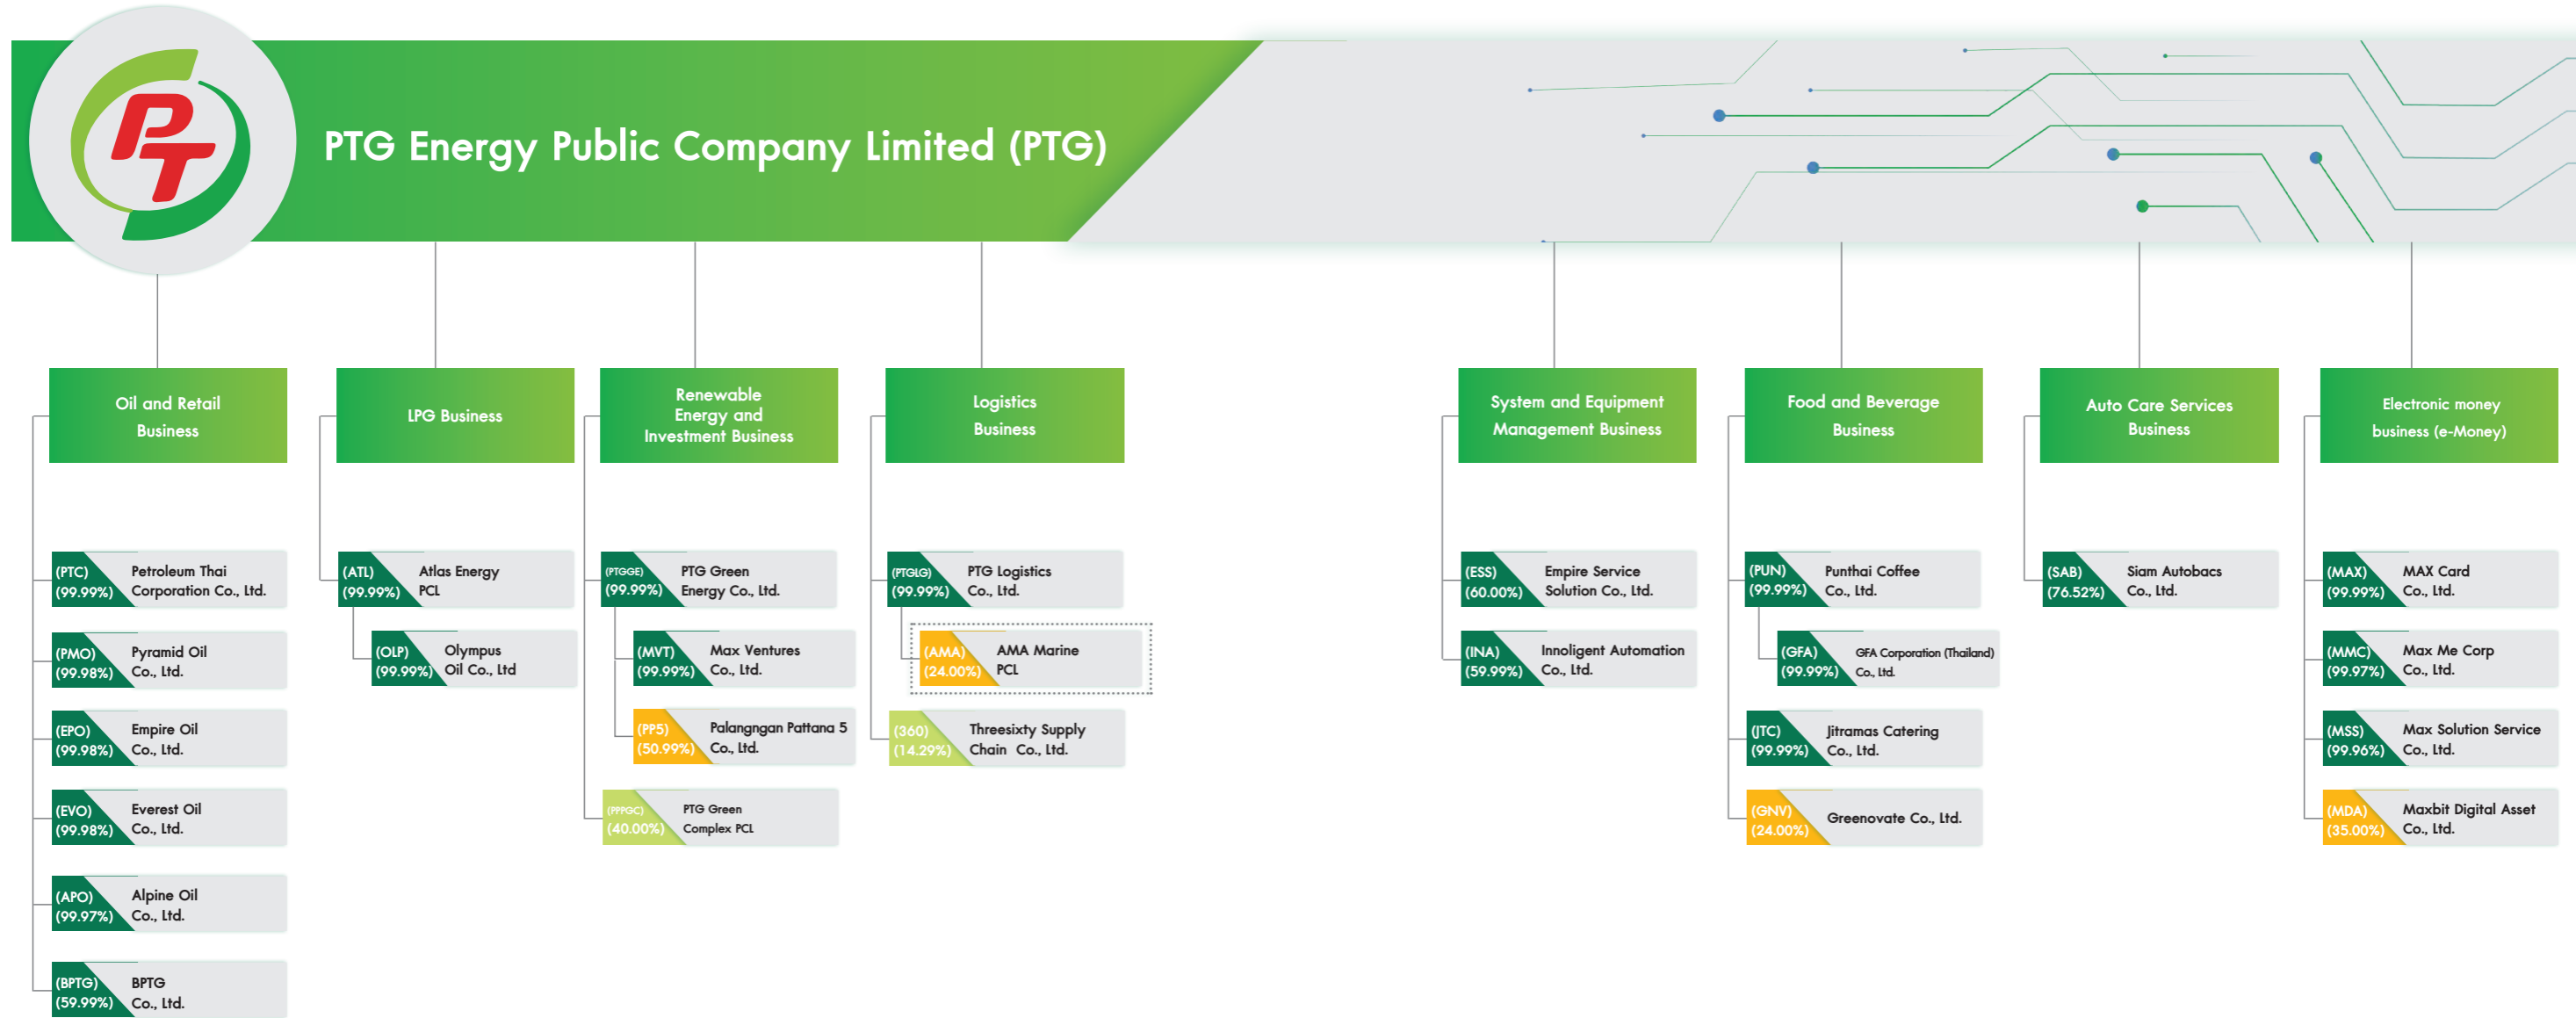 PT
PTG Energy Public Company Limited (PTG)
Oil and Retail
Business
(PTC)
(99.99%)
Petroleum Thai
Corporation Co., Ltd.
(PMO)
(99.98%)
Pyramid Oil
Co., Ltd.
(EPO)
(99.98%)
Empire Oil
Co., Ltd.
(EVO)
(99.98%)
Everest Oil
Co., Ltd.
(APO)
(99.97%)
Alpine Oil
Co., Ltd.
(BPTG)
(59.99%)
BPTG
Co., Ltd.
LPG Business
(ATL)
(99.99%)
Atlas Energy
PCL
(OLP)
(99.99%)
Olympus
Oil Co., Ltd
Renewable
Energy and
Investment Business
(PTGGE)
(99.99%)
PTG Green
Energy Co., Ltd.
(MVT)
(99.99%)
Max Ventures
Co., Ltd.
(PP5)
(50.99%)
Palangngan Pattana 5
Co., Ltd.
(PPPGC)
(40.00%)
PTG Green
Complex PCL
Logistics
Business
(PTGLG)
(99.99%)
PTG Logistics
Co., Ltd.
(AMA)
(24.00%)
AMA Marine
PCL
(360)
(14.29%)
Threesixty Supply
Chain Co., Ltd.
System and Equipment
Management Business
(ESS)
(60.00%)
Empire Service
Solution Co., Ltd.
(INA)
(59.99%)
Innoligent Automation
Co., Ltd.
Food and Beverage
Business
(PUN)
(99.99%)
Punthai Coffee
Co., Ltd.
(GFA)
(99.99%)
GFA Corporation (Thailand)
Co., Ltd.
(JTC)
(99.99%)
Jitramas Catering
Co., Ltd.
(GNV)
(24.00%)
Greenovate Co., Ltd.
Auto Care Services
Business
(SAB)
(76.52%)
Siam Autobacs
Co., Ltd.
Electronic money
business (e-Money)
(MAX)
(99.99%)
MAX Card
Co., Ltd.
(MMC)
(99.97%)
Max Me Corp
Co., Ltd.
(MSS)
(99.96%)
Max Solution Service
Co., Ltd.
(MDA)
(35.00%)
Maxbit Digital Asset
Co., Ltd.